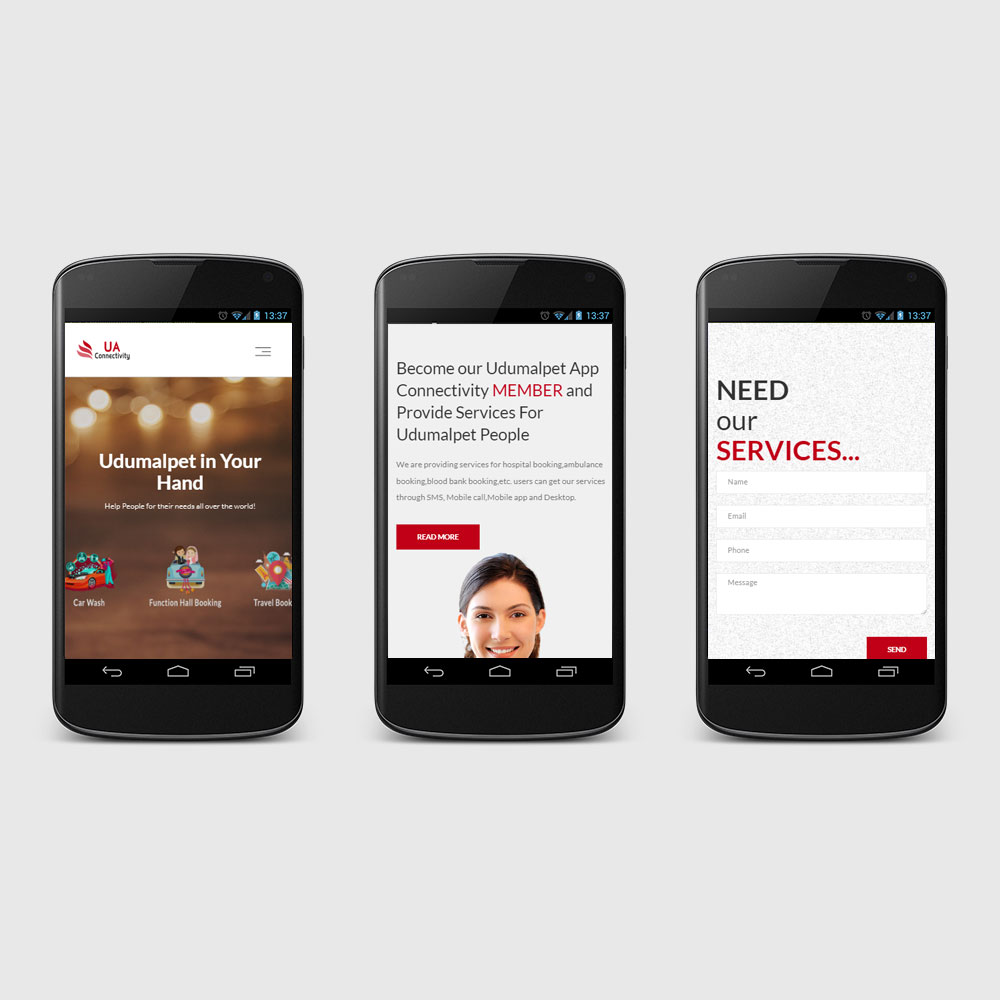 13:37
UA
Connectivity
Udumalpet in Your
Hand
Help People for their needs all over the world!
Car Wash
Function Hall Booking
Travel Book
13:37
Become our Udumalpet App
Connectivity MEMBER and
Provide Services For
Udumalpet People
We are providing services for hospital booking,ambulance
booking,blood bank booking,etc. users can get our services
through SMS, Mobile call,Mobile app and Desktop.
READ MORE
13:37
NEED
our
SERVICES...
Name
Email
Phone
Message
SEND